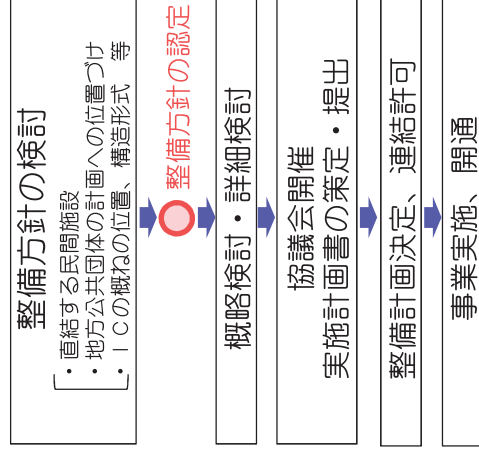 整備方針の検討
・直結する民間施設
・地方公共団体の計画への位置づけ
・ＩＣの概ねの位置、構造形式　等
整備方針の認定
概略検討・詳細検討
協議会開催
実施計画書の策定・提出
整備計画決定、連結許可
事業実施、開通